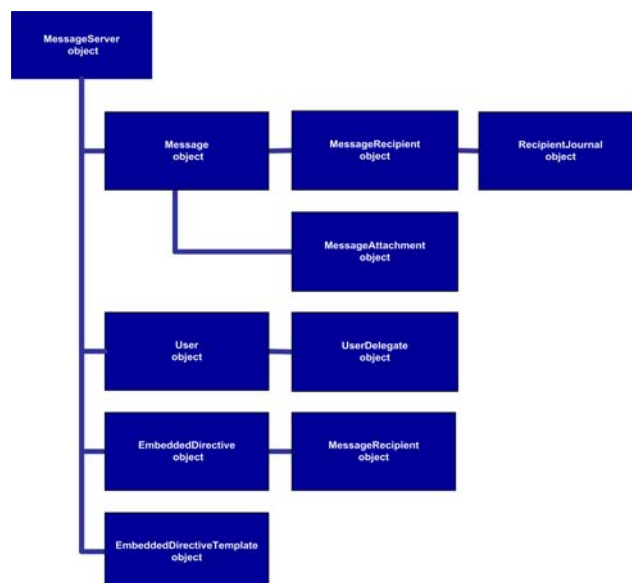 MessageServer
object
Message
object
MessageRecipient
object
RecipientJournal
object
MessageAttachment
object
User
object
UserDelegate
object
EmbeddedDirective
object
MessageRecipient
object
EmbeddedDirectiveTemplate
object